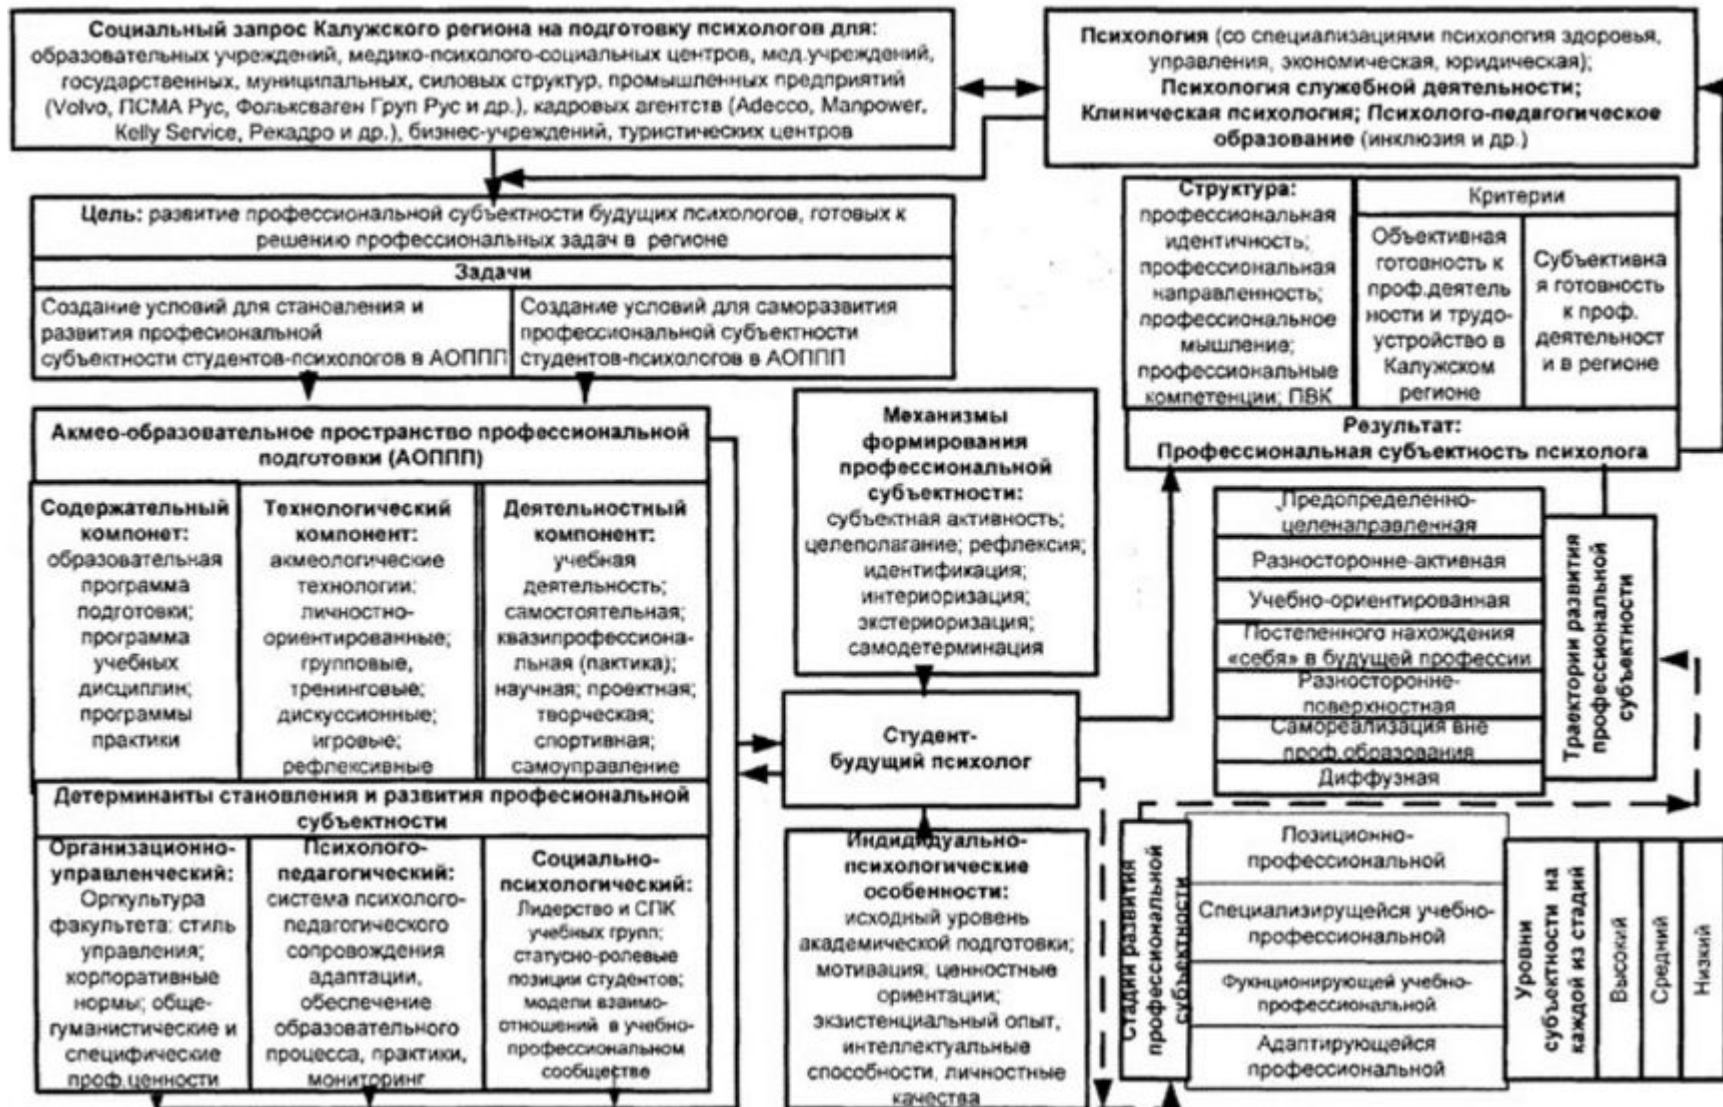 Социальный запрос Калужского региона на подготовку психологов для:
образовательных учреждений, медико-психолого-социальных центров, мед.учреждений,
государственных, муниципальных, силовых структур, промышленных предприятий
(Volvo, ПСМА Рус, Фольксваген Груп Рус и др.), кадровых агентств (Adecco, Manpower,
Kelly Service, Рекадро и др.), бизнес-учреждений, туристических центров
Психология (со специализациями психология здоровья,
управления, экономическая, юридическая);
Психология служебной деятельности;
Клиническая психология; Психолого-педагогическое
образование (инклюзия и др.)
Цель: развитие профессиональной субъектности будущих психологов, готовых к
решению профессиональных задач в регионе
Задачи
Создание условий для становления и
развития професиональной
субъектности студентов-психологов в АОППП
Создание условий для саморазвития
профессиональной субъектности
студентов-психологов в АОППП
Структура:
профессиональная
идентичность;
профессиональная
направленность;
профессиональное
мышление;
профессиональные
компетенции; ПВК
Критерии
Объективная
готовность к
проф.деятель
ности и трудо-
устройство в
Калужском
регионе
Субъективна
я готовность
к проф.
деятельност
и в регионе
Результат:
Профессиональная субъектность психолога
Акмео-образовательное пространство профессиональной
подготовки (АОППП)
Содержательный
компонет:
образовательная
программа
подготовки;
программа
учебных
дисциплин;
программы
практики
Технологический
компонент:
акмеологические
технологии:
личностно-
ориентированные;
групповые,
тренинговые;
дискуссионные;
игровые;
рефлексивные
Деятельностный
компонент:
учебная
деятельность;
самостоятельная;
квазипрофессиона-
льная (пактика);
научная; проектная;
творческая;
спортивная;
самоуправление
Механизмы
формирования
профессиональной
субъектности:
субъектная активность;
целеполагание; рефлексия;
идентификация;
интериоризация;
экстериоризация;
самодетерминация
Студент-
будущий психолог
Предопределенно-
целенаправленная
Разносторонне-активная
Учебно-ориентированная
Постепенного нахождения
«себя» в будущей профессии
Разносторонне-
поверхностная
Самореализация вне
проф.образования
Диффузная
Траектории развития
профессиональной
субъектности
Детерминанты становления и развития професиональной
субъектности
Организационно-
управленческий:
Оргкультура
факультета: стиль
управления;
корпоративные
нормы; обще-
гуманистические и
специфические
проф.ценности
Психолого-
педагогический:
система психолого-
педагогического
сопровождения
адаптации,
обеспечение
образовательного
процесса, практики,
мониторинг
Социально-
психологический:
Лидерство и СПК
учебных групп;
статусно-ролевые
позиции студентов;
модели взаимо-
отношений в учебно-
профессиональном
сообществе
Индидидуально-
психологические
особенности:
исходный уровень
академической подготовки;
мотивация, ценностные
ориентации;
экзистенциальный опыт,
интеллектуальные
способности, личностные
качества
Стадии развития
профессиональной
субъектности
Позиционно-
профессиональной
Специализирущейся учебно-
профессиональной
Фукнционирующей учебно-
профессиональной
Адаптирующейся
профессиональной
Уровни
субъектности на
каждой из стадий
Высокий
Средний
Низкий